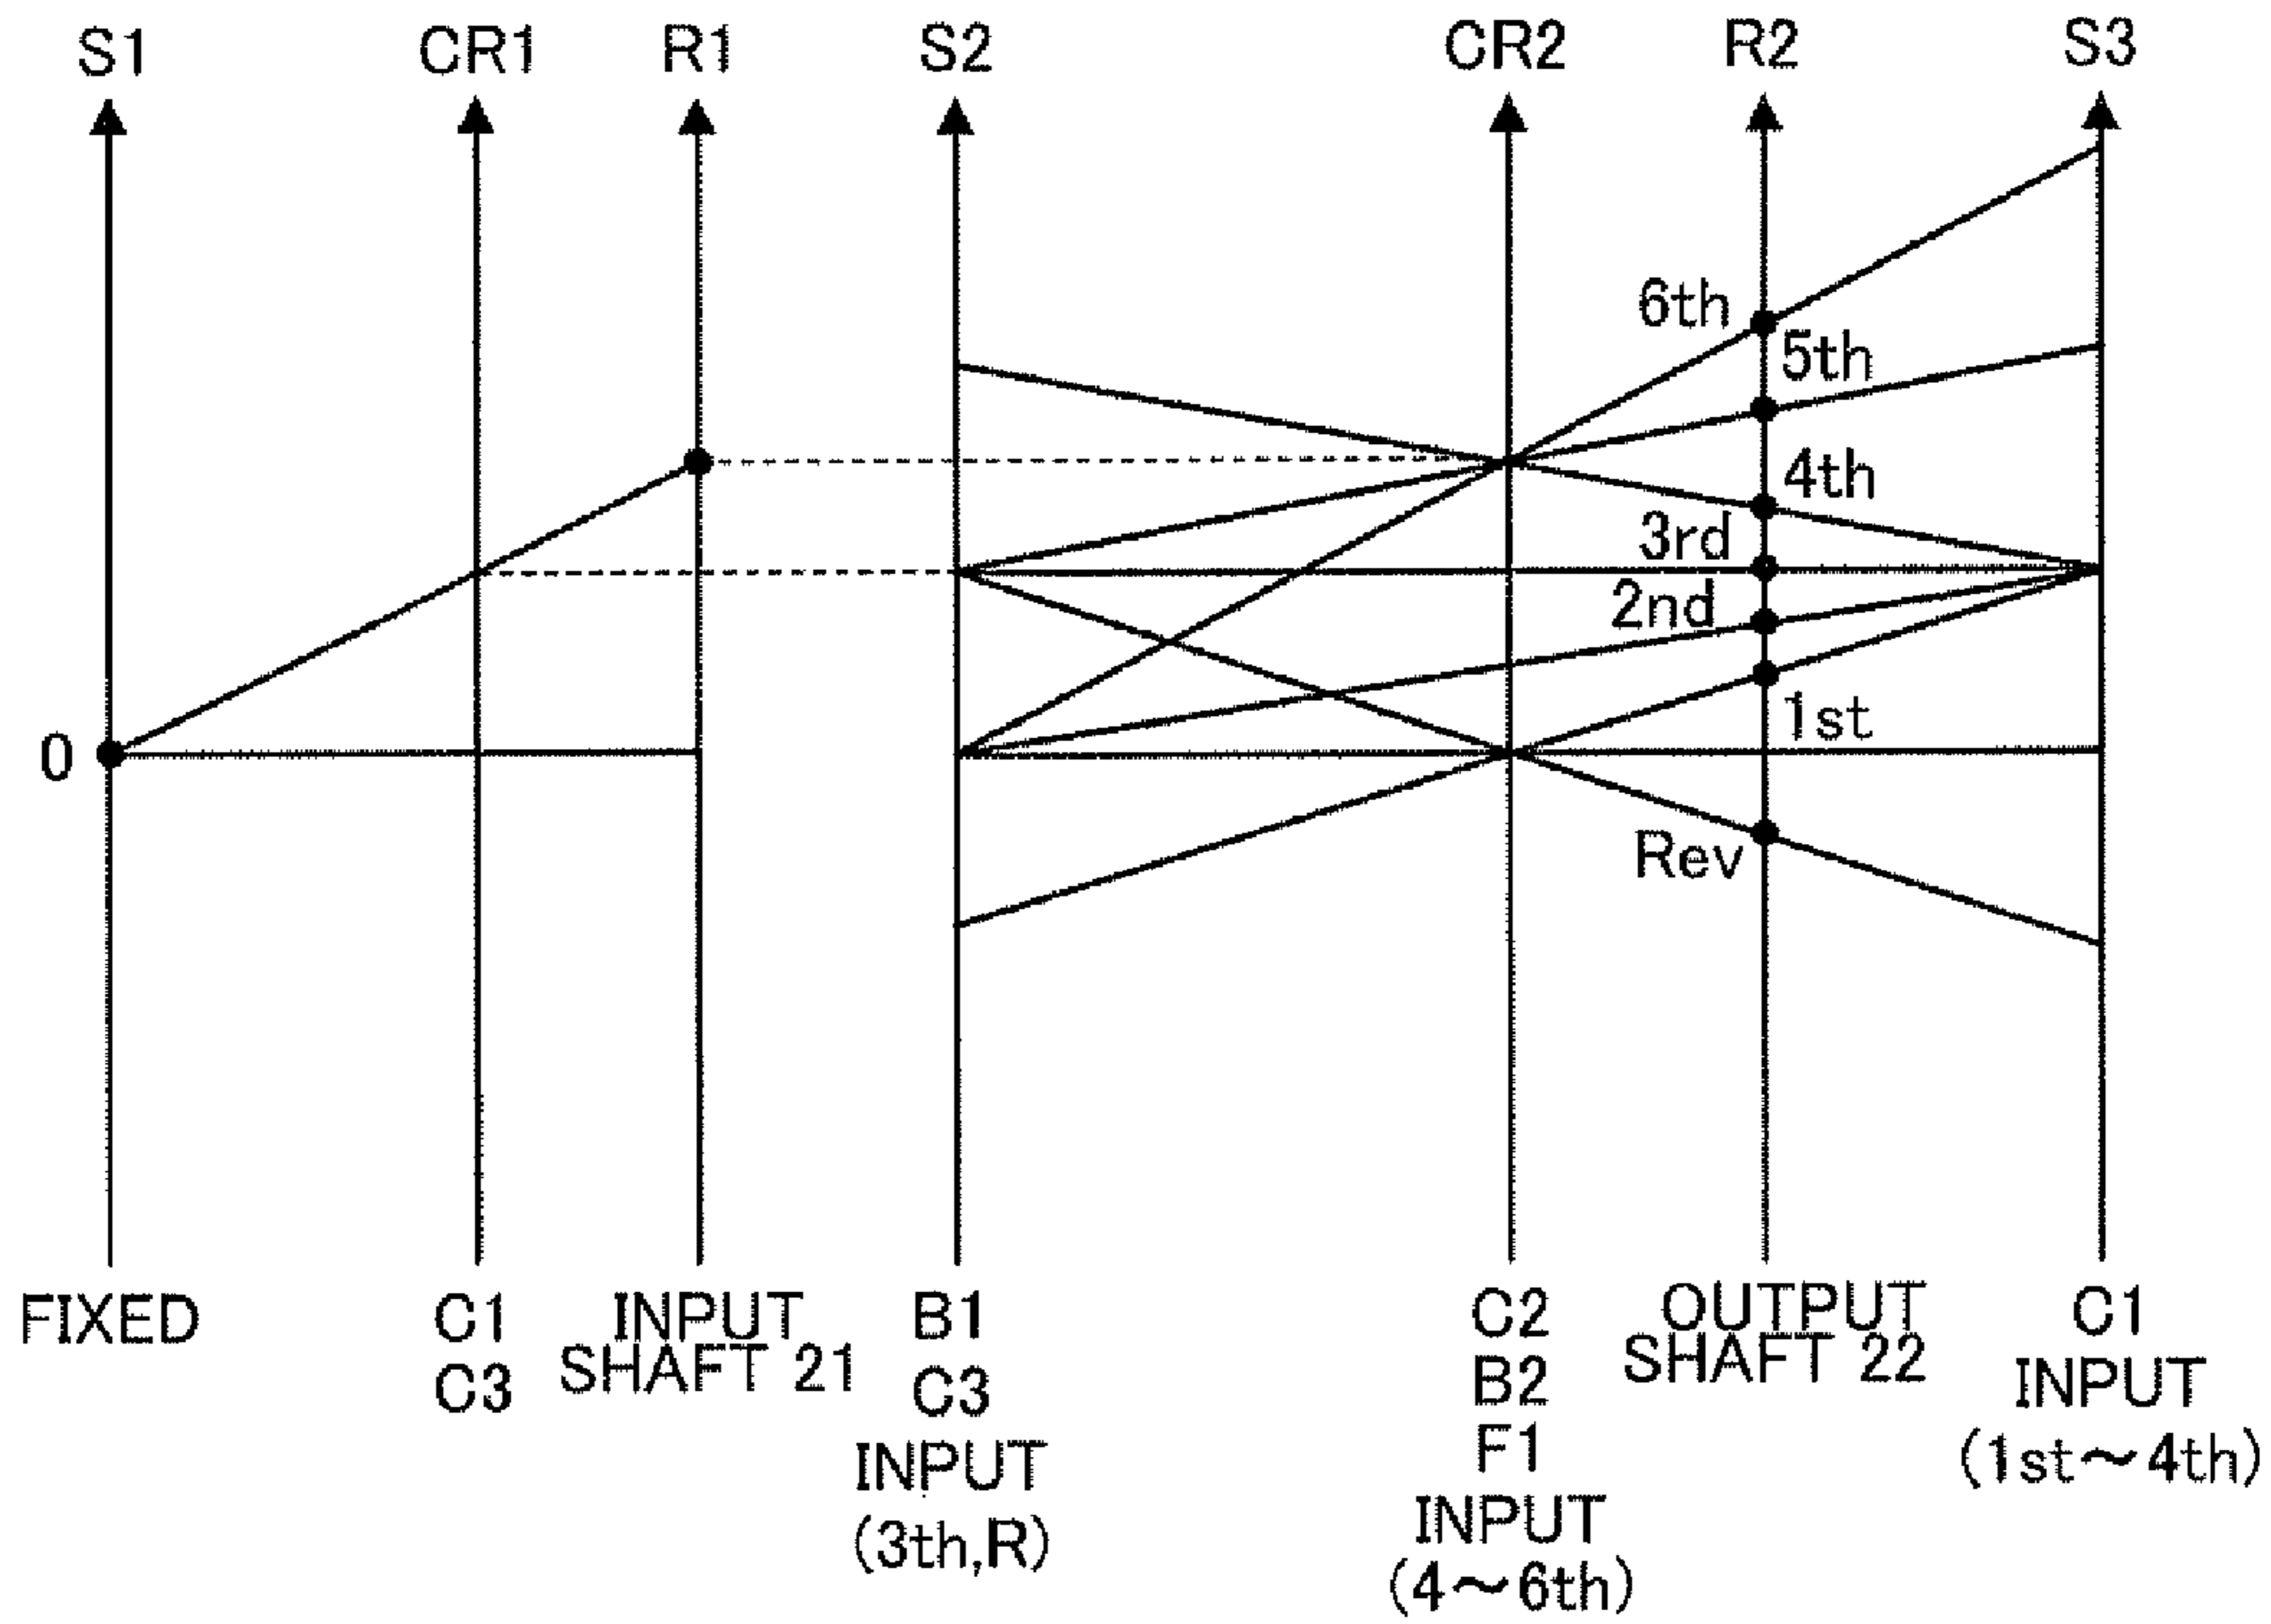 S1 CR1 R1 S2 CR2 R2 S3
6th
5th
4th
3rd
2nd
0
1st
Rev
FIXED
C1
C3
INPUT
SHAFT 21
B1
C3
INPUT
(3th,R)
C2
B2
F1
INPUT
(4～6th)
OUTPUT
SHAFT 22
C1
INPUT
(1st～4th)